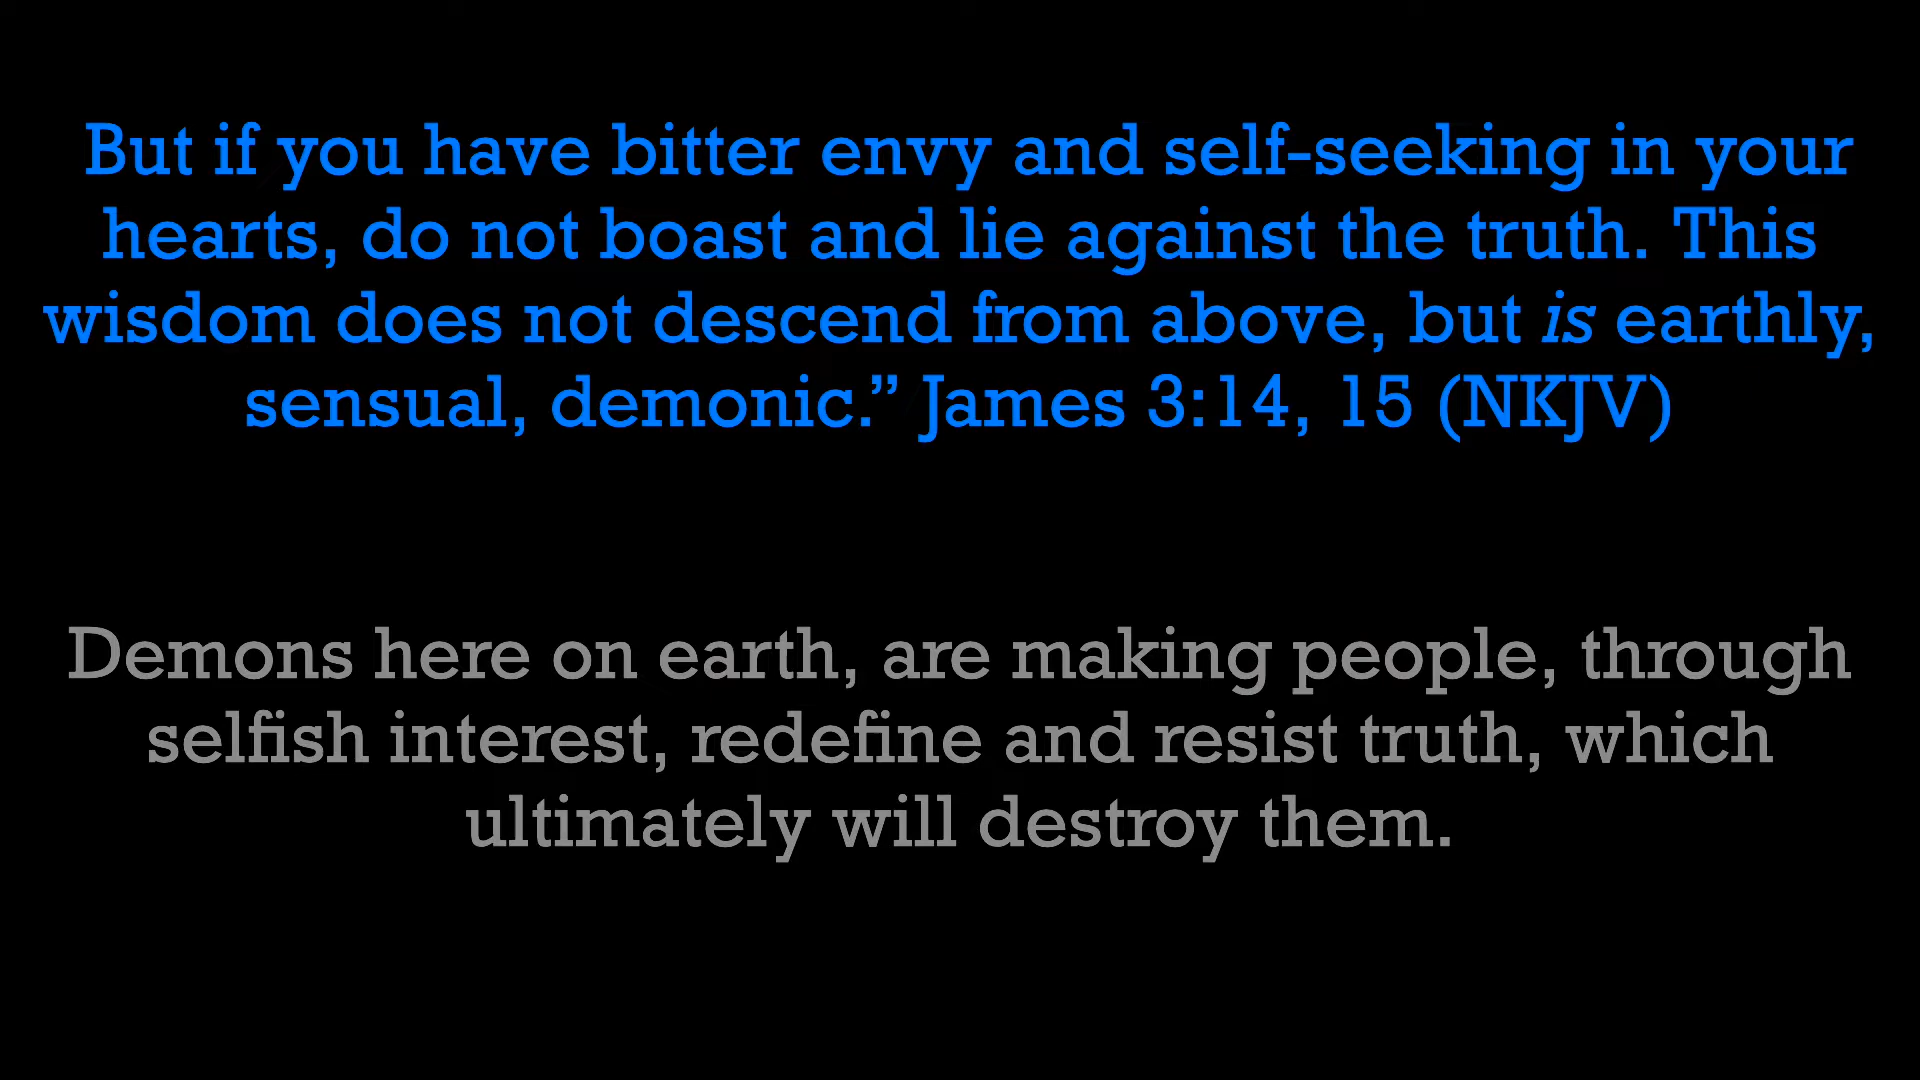 But if you have bitter envy and self-seeking in your
hearts, do not boast and lie against the truth. This
wisdom does not descend from above, but is earthly,
sensual, demonic.” James 3:14, 15 (NKJV)
Demons here on earth, are making people, through
selfish interest, redefine and resist truth, which
ultimately will destroy them.